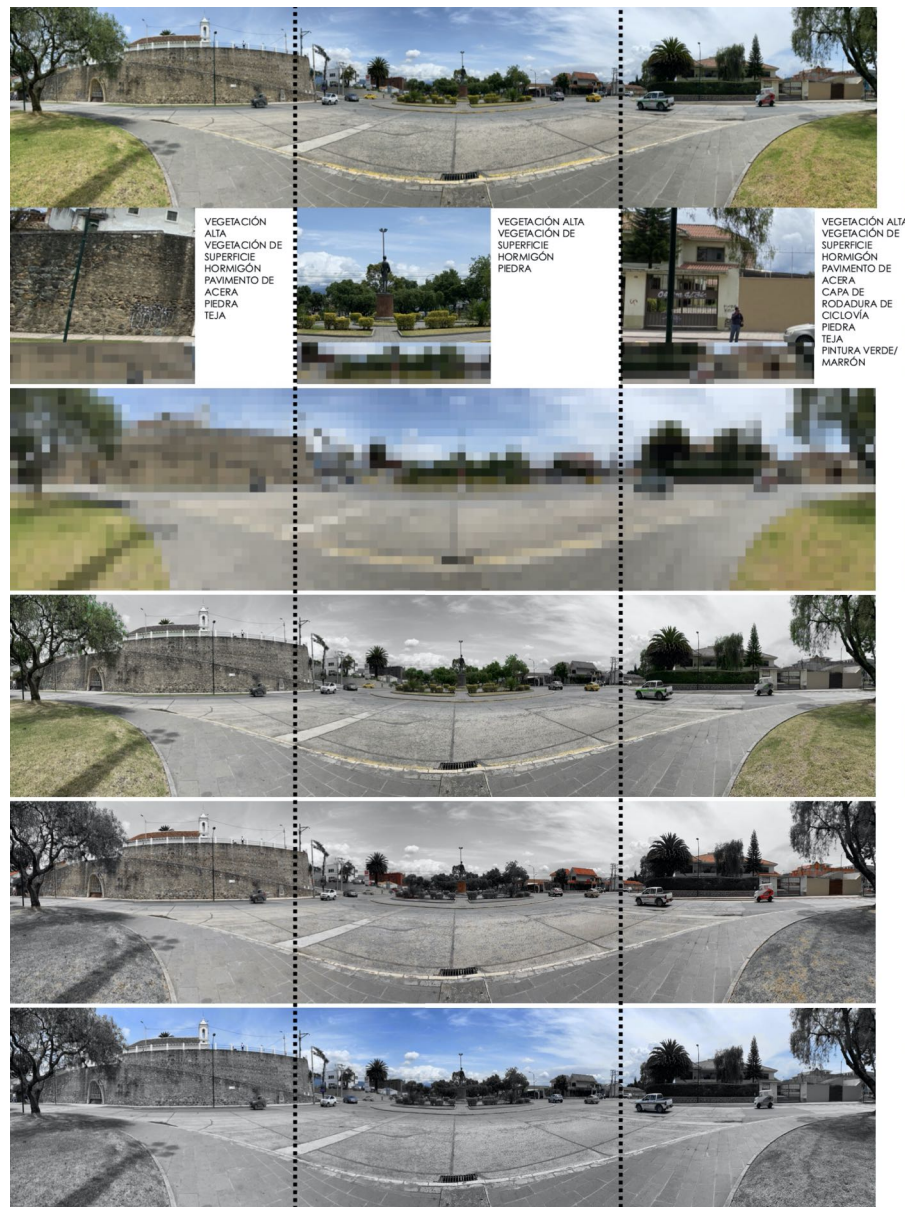 VEGETACIÓN
ALTA
VEGETACIÓN DE
SUPERFICIE
HORMIGÓN
PAVIMENTO DE
ACERA
PIEDRA
TEJA
VEGETACIÓN ALTA
VEGETACIÓN DE
SUPERFICIE
HORMIGÓN
PIEDRA
VEGETACIÓN ALTA
VEGETACIÓN DE
SUPERFICIE
HORMIGÓN
PAVIMENTO DE
ACERA
CAPA DE
RODADURA DE
CICLOVÍA
PIEDRA
TEJA
PINTURA VERDE/
MARRÓN